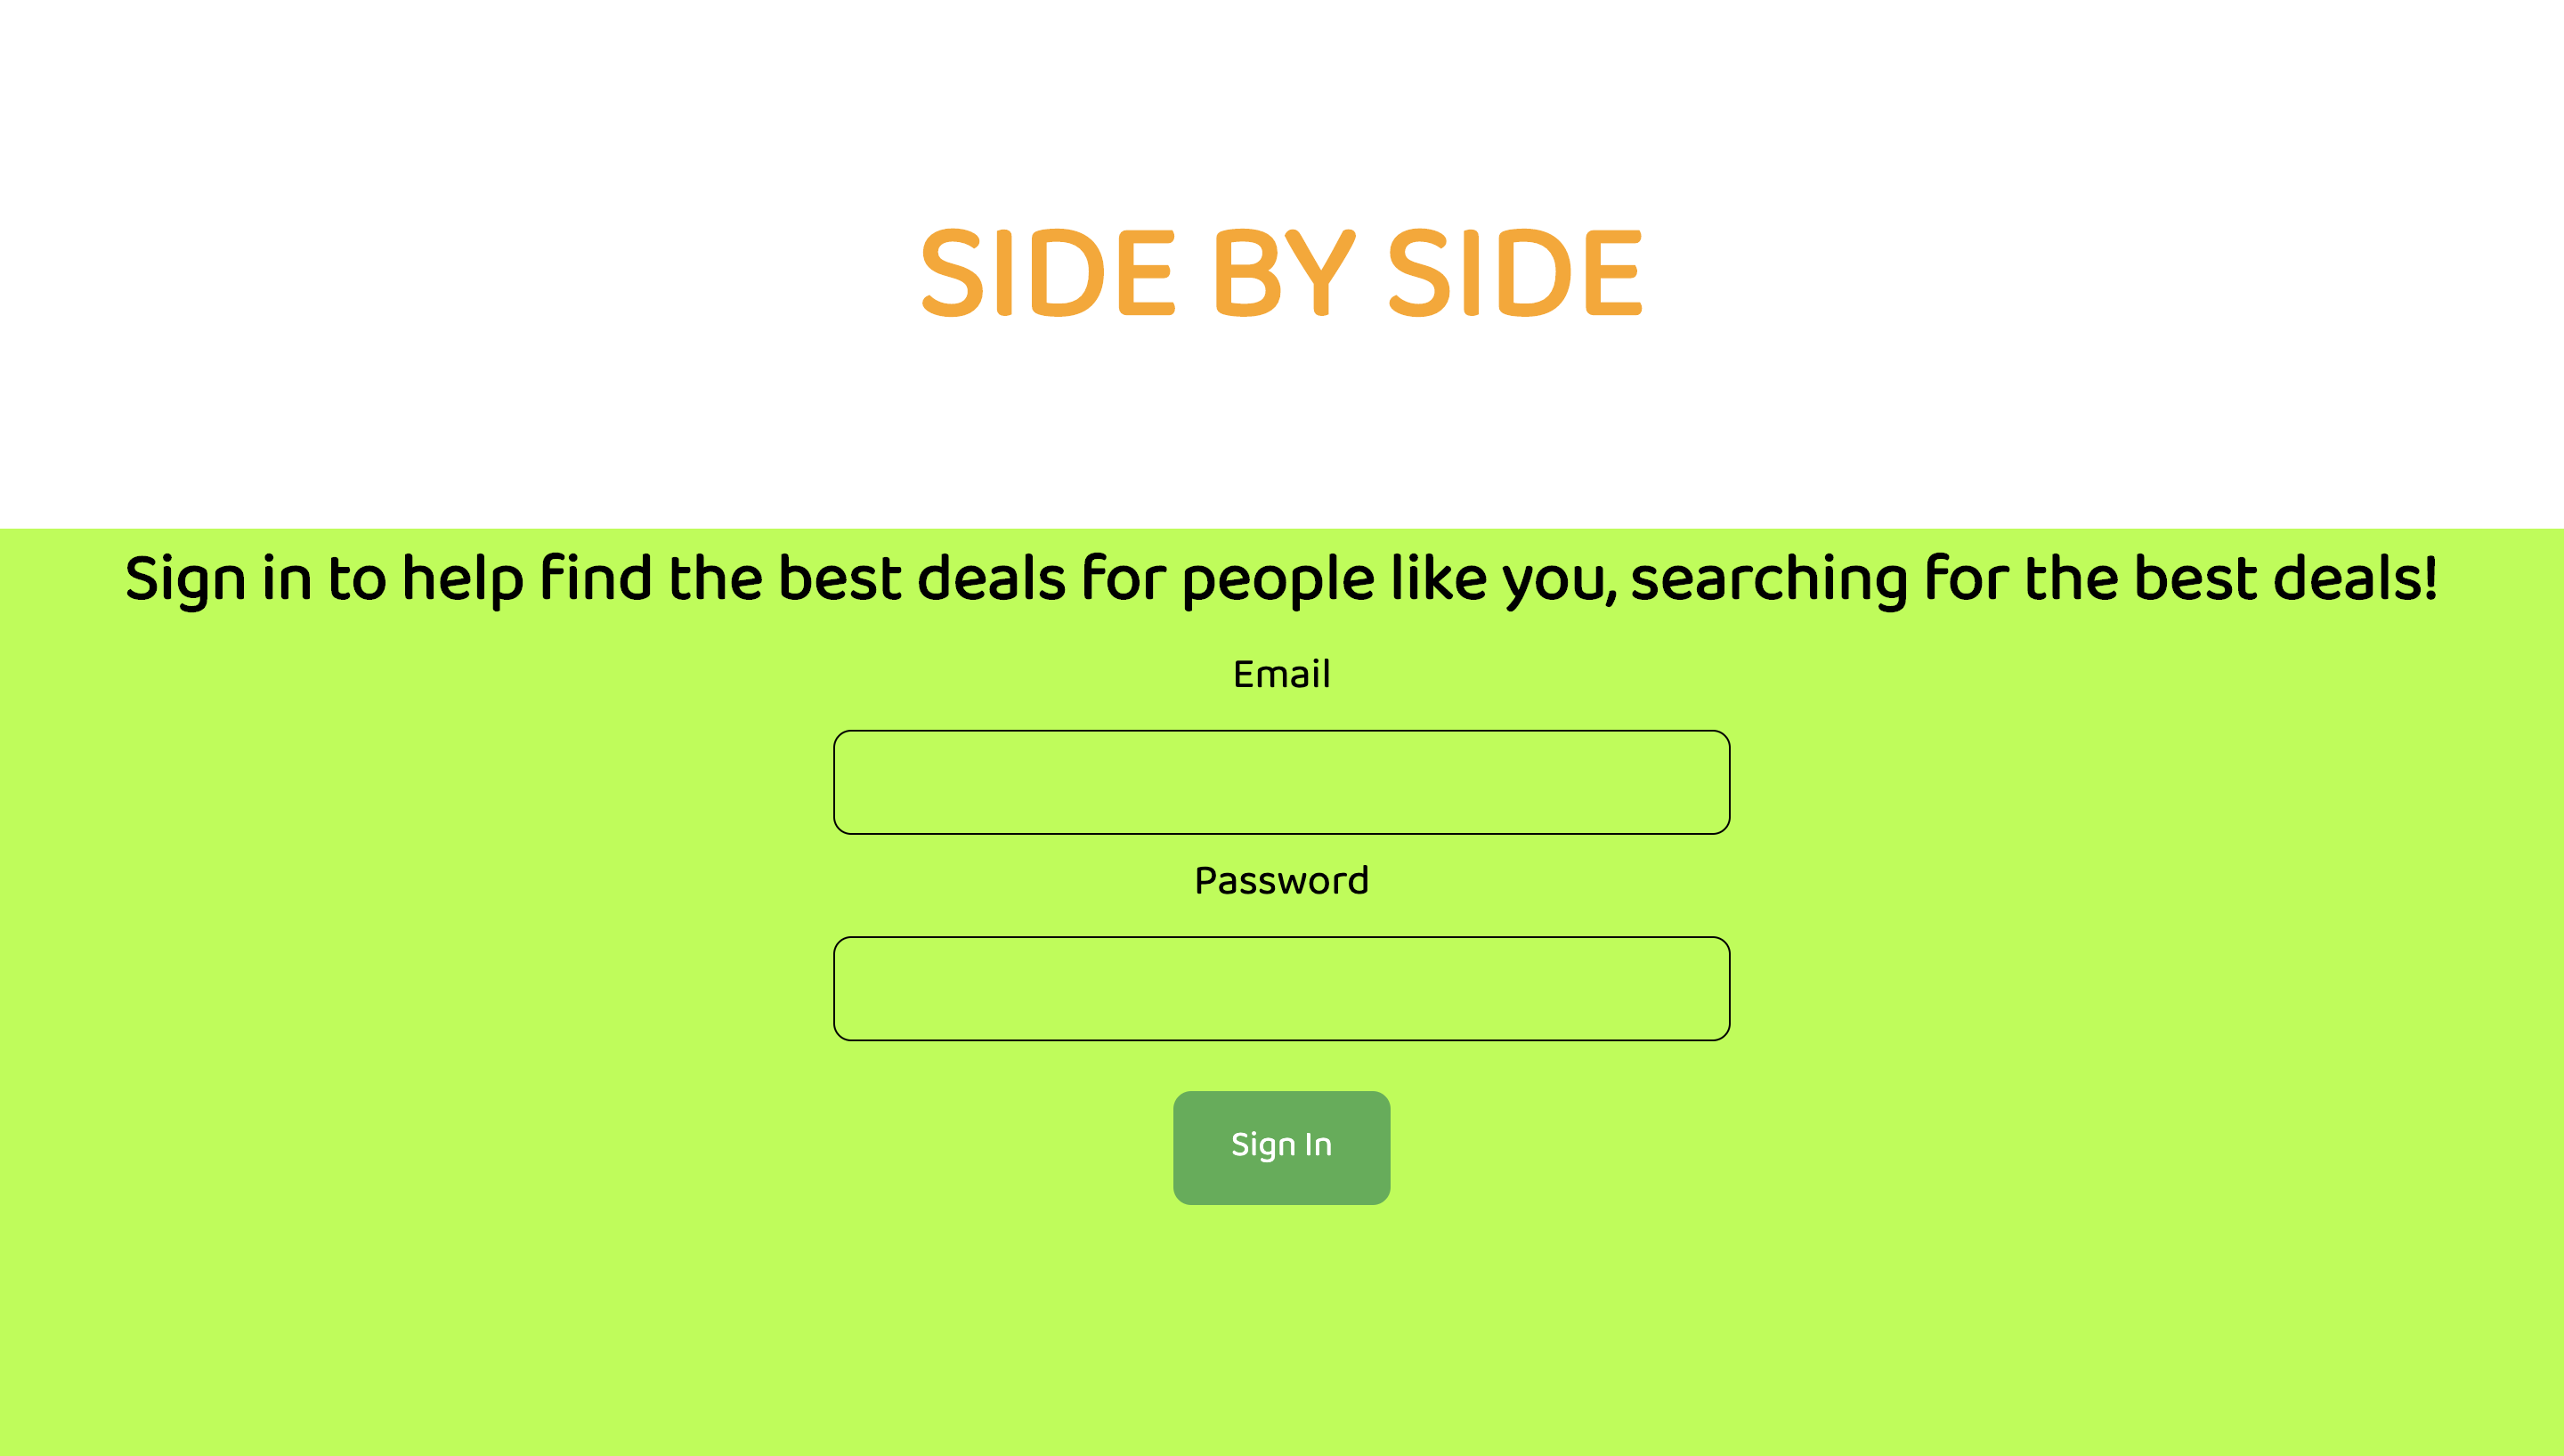 SIDE BY SIDE
Sign in to help find the best deals for people like you, searching for the best deals!
Email
Password
Sign In